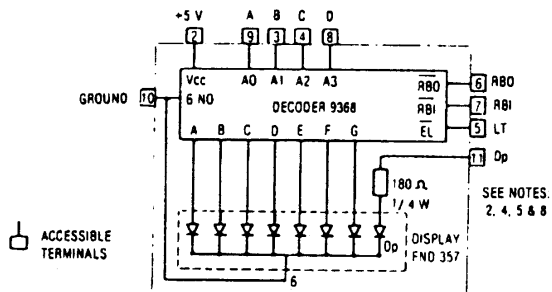 +5 V A B C D
2 9 3 4 8
Vcc A0 A1 A2 A3 RBO 6 RBO
GROUND 10 6 NO RBI 7 RBI
DECODER 9368
EL 5 LT
A B C D E F G
11 Dp
180 Ω
1/4 W
SEE NOTES.
2, 4, 5 & 8
ACCESSIBLE
TERMINALS
Dp
DISPLAY
FND 357
6